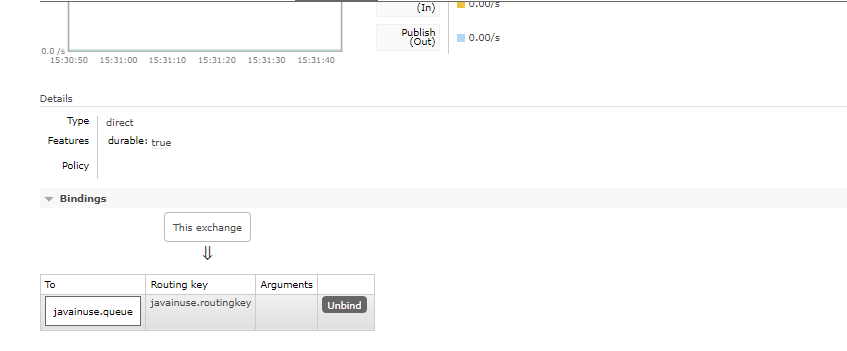 (In)
0.00/s
Publish
(Out)
0.00/s
0.0 /s
15:30:50 15:31:00 15:31:10 15:31:20 15:31:30 15:31:40
Details
Type direct
Features durable: true
Policy
Bindings
This exchange
To Routing key Arguments
javainuse.queue javainuse.routingkey Unbind